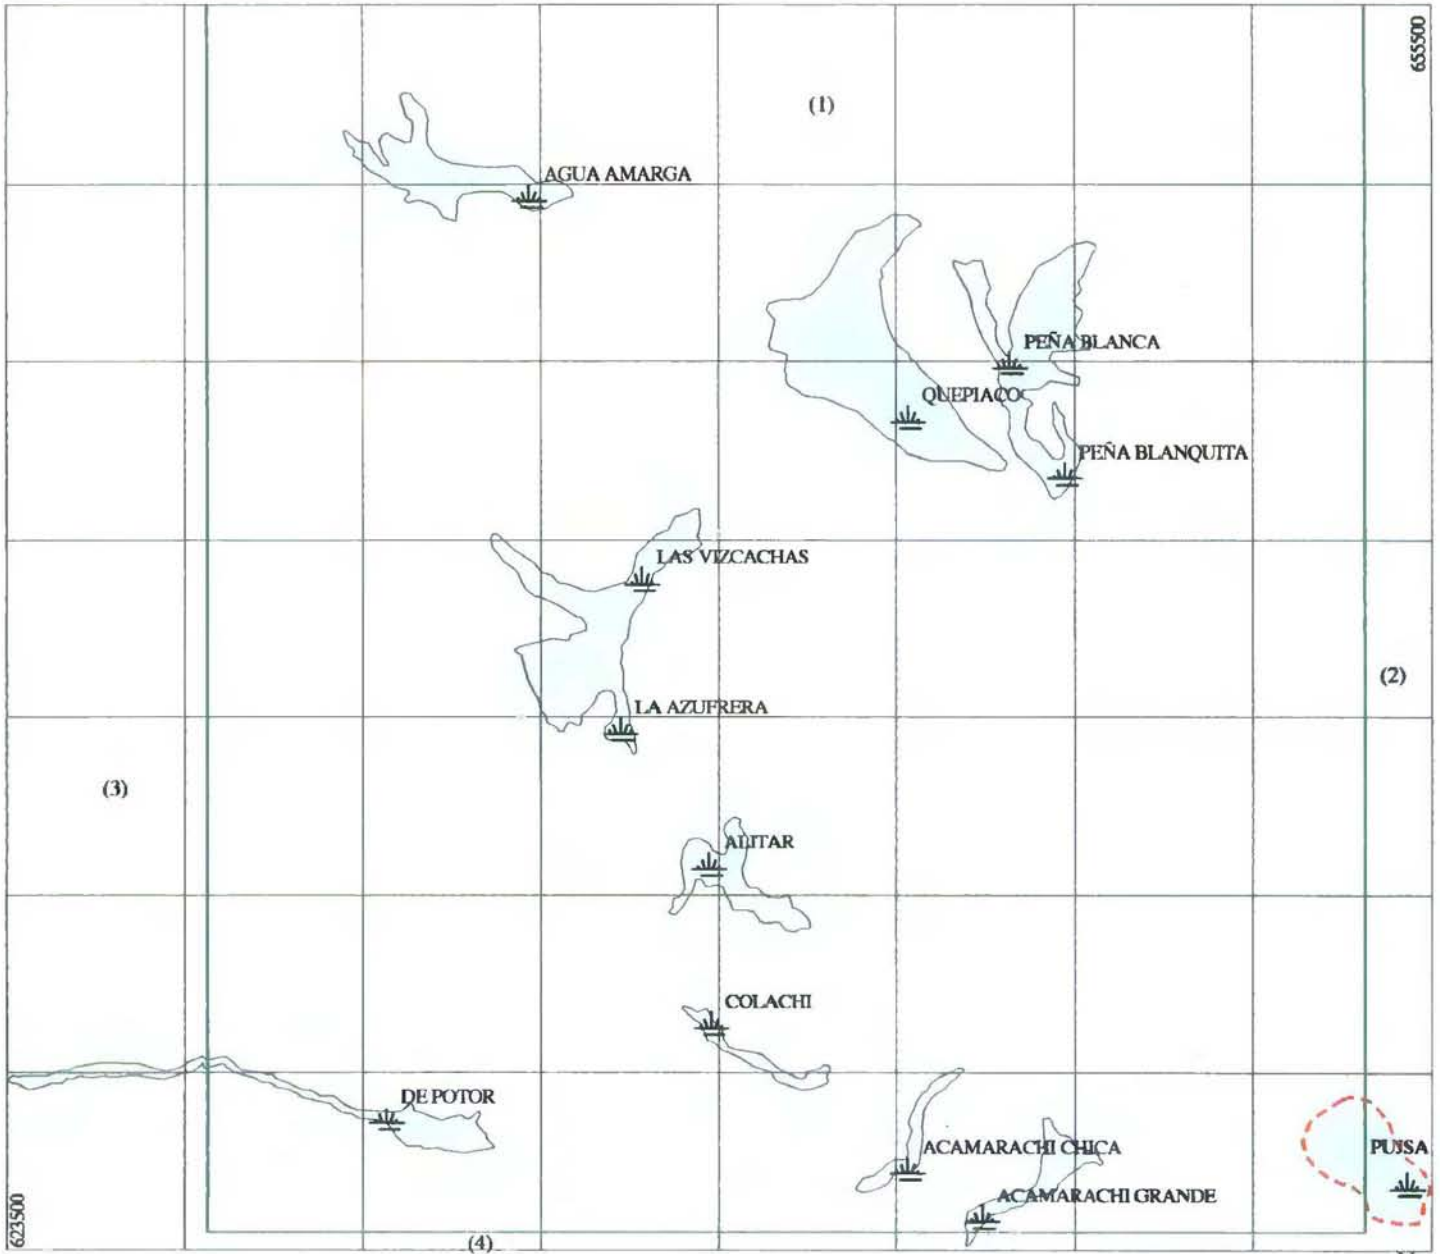 655500
(1)
AGUA AMARGA
PEÑA BLANCA
QUEPIACO
PEÑA BLANQUITA
LAS VIZCACHAS
(2)
LA AZUFRERA
(3)
ALITAR
COLACHI
DE POTOR
ACAMARACHI CHICA
PUJSA
ACAMARACHI GRANDE
623500
(4)